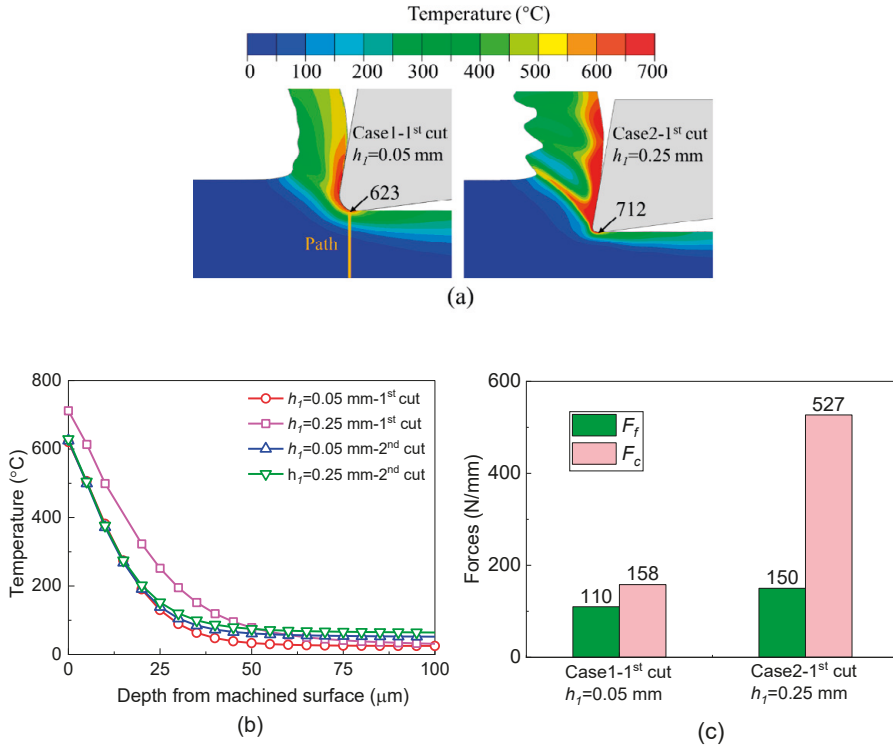 Temperature (°C)
0 100 200 300 400 500 600 700
Case1-1st cut
h1=0.05 mm
623
Path
Case2-1st cut
h1=0.25 mm
712
(a)
800
600
400
200
0
0 25 50 75 100
Temperature (°C)
Depth from machined surface (μm)
h1=0.05 mm-1st cut
h1=0.25 mm-1st cut
h1=0.05 mm-2nd cut
h1=0.25 mm-2nd cut
(b)
600
400
200
0
Forces (N/mm)
Ff
Fc
110
158
150
527
Case1-1st cut
h1=0.05 mm
Case2-1st cut
h1=0.25 mm
(c)